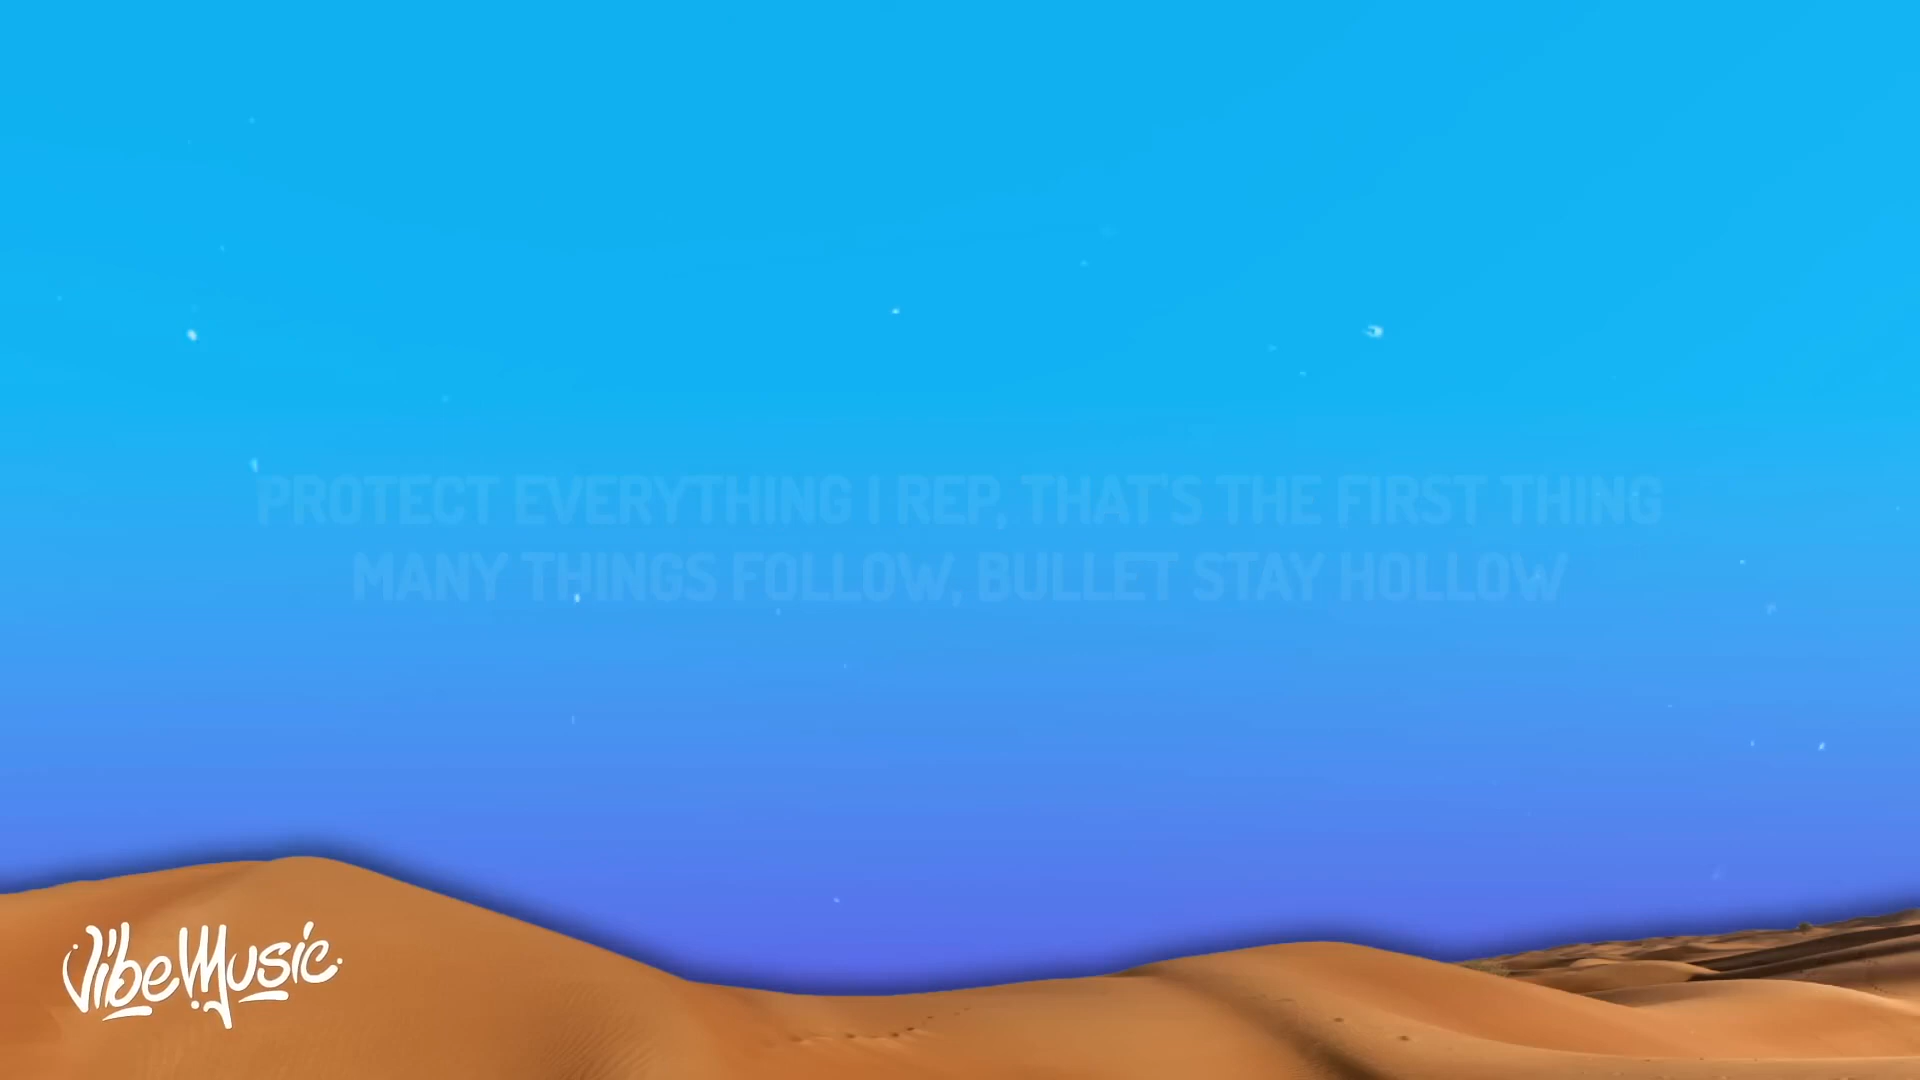 PROTECT EVERYTHING I REP, THAT'S THE FIRST THING
MANY THINGS FOLLOW, BULLET STAY HOLLOW
VibeMusic.